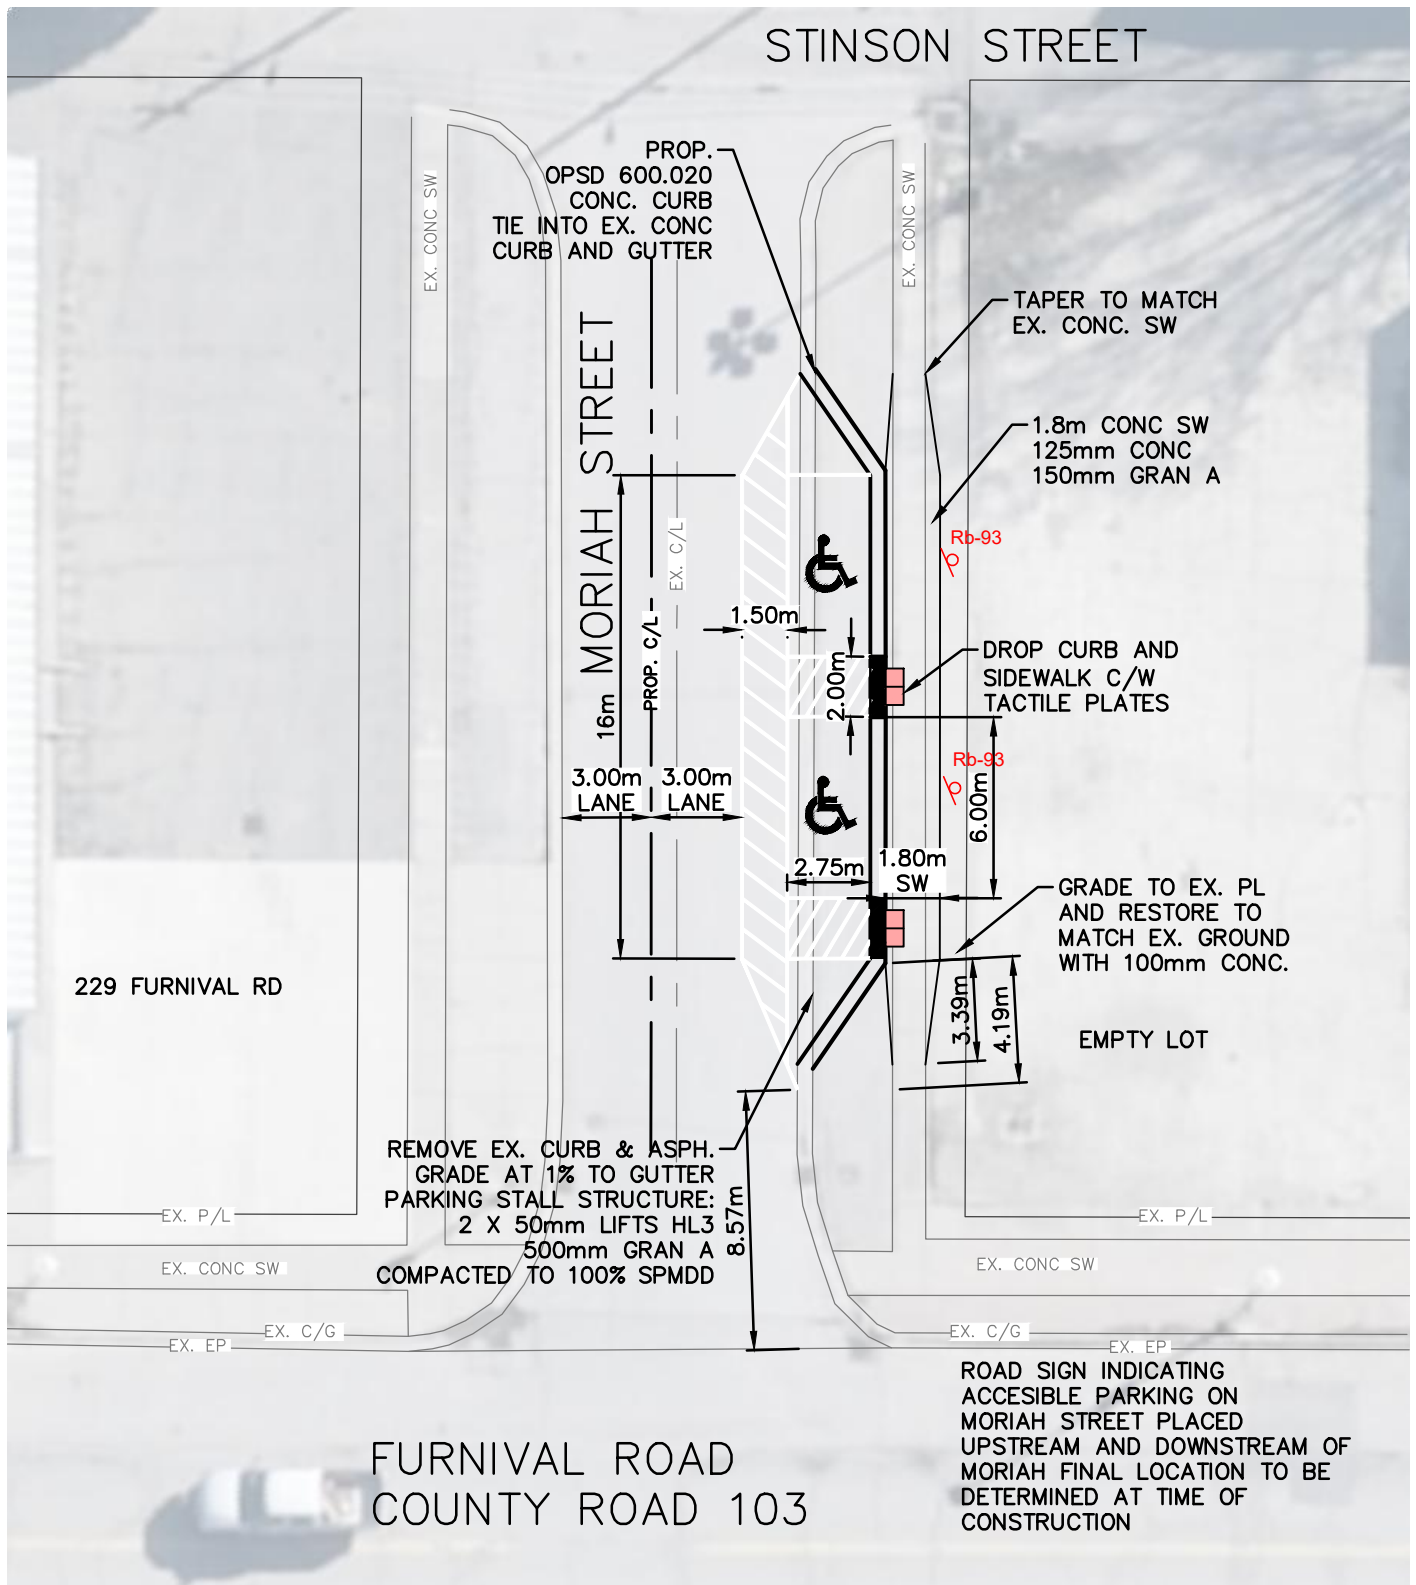 STINSON STREET
PROP.
OPSD 600.020
CONC. CURB
TIE INTO EX. CONC
CURB AND GUTTER
EX. CONC SW
EX. CONC SW
TAPER TO MATCH
EX. CONC. SW
MORIAH STREET
1.8m CONC SW
125mm CONC
150mm GRAN A
Rb-93
EX. C/L
PROP. C/L
1.50m
16m
2.00m
DROP CURB AND
SIDEWALK C/W
TACTILE PLATES
Rb-93
3.00m
LANE
3.00m
LANE
6.00m
2.75m
1.80m
SW
GRADE TO EX. PL
AND RESTORE TO
MATCH EX. GROUND
WITH 100mm CONC.
229 FURNIVAL RD
3.39m
4.19m
EMPTY LOT
REMOVE EX. CURB & ASPH.
GRADE AT 1% TO GUTTER
PARKING STALL STRUCTURE:
2 X 50mm LIFTS HL3
500mm GRAN A
COMPACTED TO 100% SPMDD
8.57m
EX. P/L
EX. P/L
EX. CONC SW
EX. CONC SW
EX. C/G
EX. C/G
EX. EP
EX. EP
ROAD SIGN INDICATING
ACCESIBLE PARKING ON
MORIAH STREET PLACED
UPSTREAM AND DOWNSTREAM OF
MORIAH FINAL LOCATION TO BE
DETERMINED AT TIME OF
CONSTRUCTION
FURNIVAL ROAD
COUNTY ROAD 103